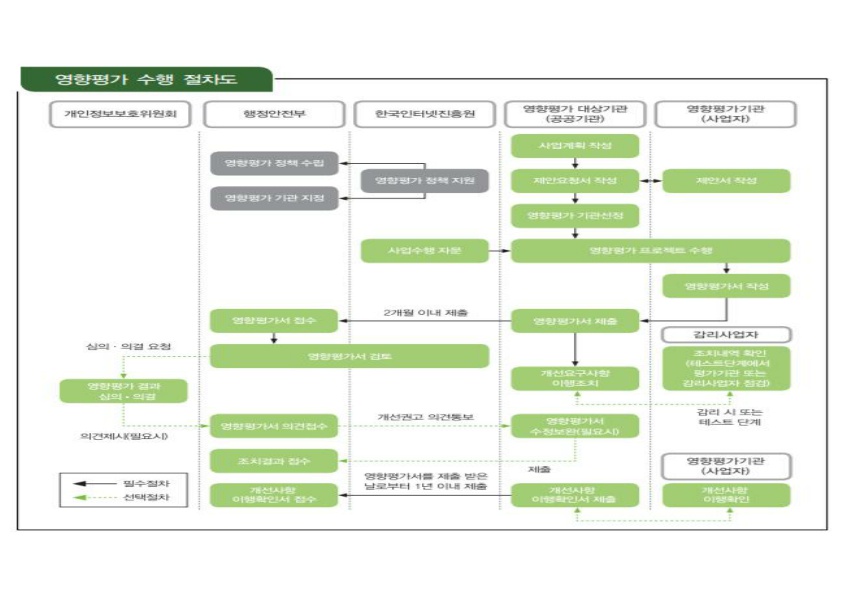 영향평가 수행 절차도
개인정보보호위원회
행정안전부
한국인터넷진흥원
영향평가 대상기관
(공공기관)
영향평가기관
(사업자)
사업계획 작성
영향평가 정책 수립
영향평가 정책 지원
제안요청서 작성
제안서 작성
영향평가 기관 지정
영향평가 기관선정
사업수행 자문
영향평가 프로젝트 수행
영향평가서 작성
영향평가서 접수
2개월 이내 제출
영향평가서 제출
감리사업자
심의 · 의결 요청
영향평가서 검토
조치내역 확인
(테스트단계에서
평가기관 또는
감리사업자 점검)
개선요구사항
이행조치
영향평가 결과
심의 · 의결
감리 시 또는
테스트 단계
개선권고 의견통보
영향평가서 의견접수
영향평가서
수정보완(필요시)
의견제시(필요시)
조치결과 접수
제출
영향평가기관
(사업자)
영향평가서를 제출 받은
날로부터 1년 이내 제출
필수절차
선택절차
개선사항
이행확인서 접수
개선사항
이행확인서 제출
개선사항
이행확인